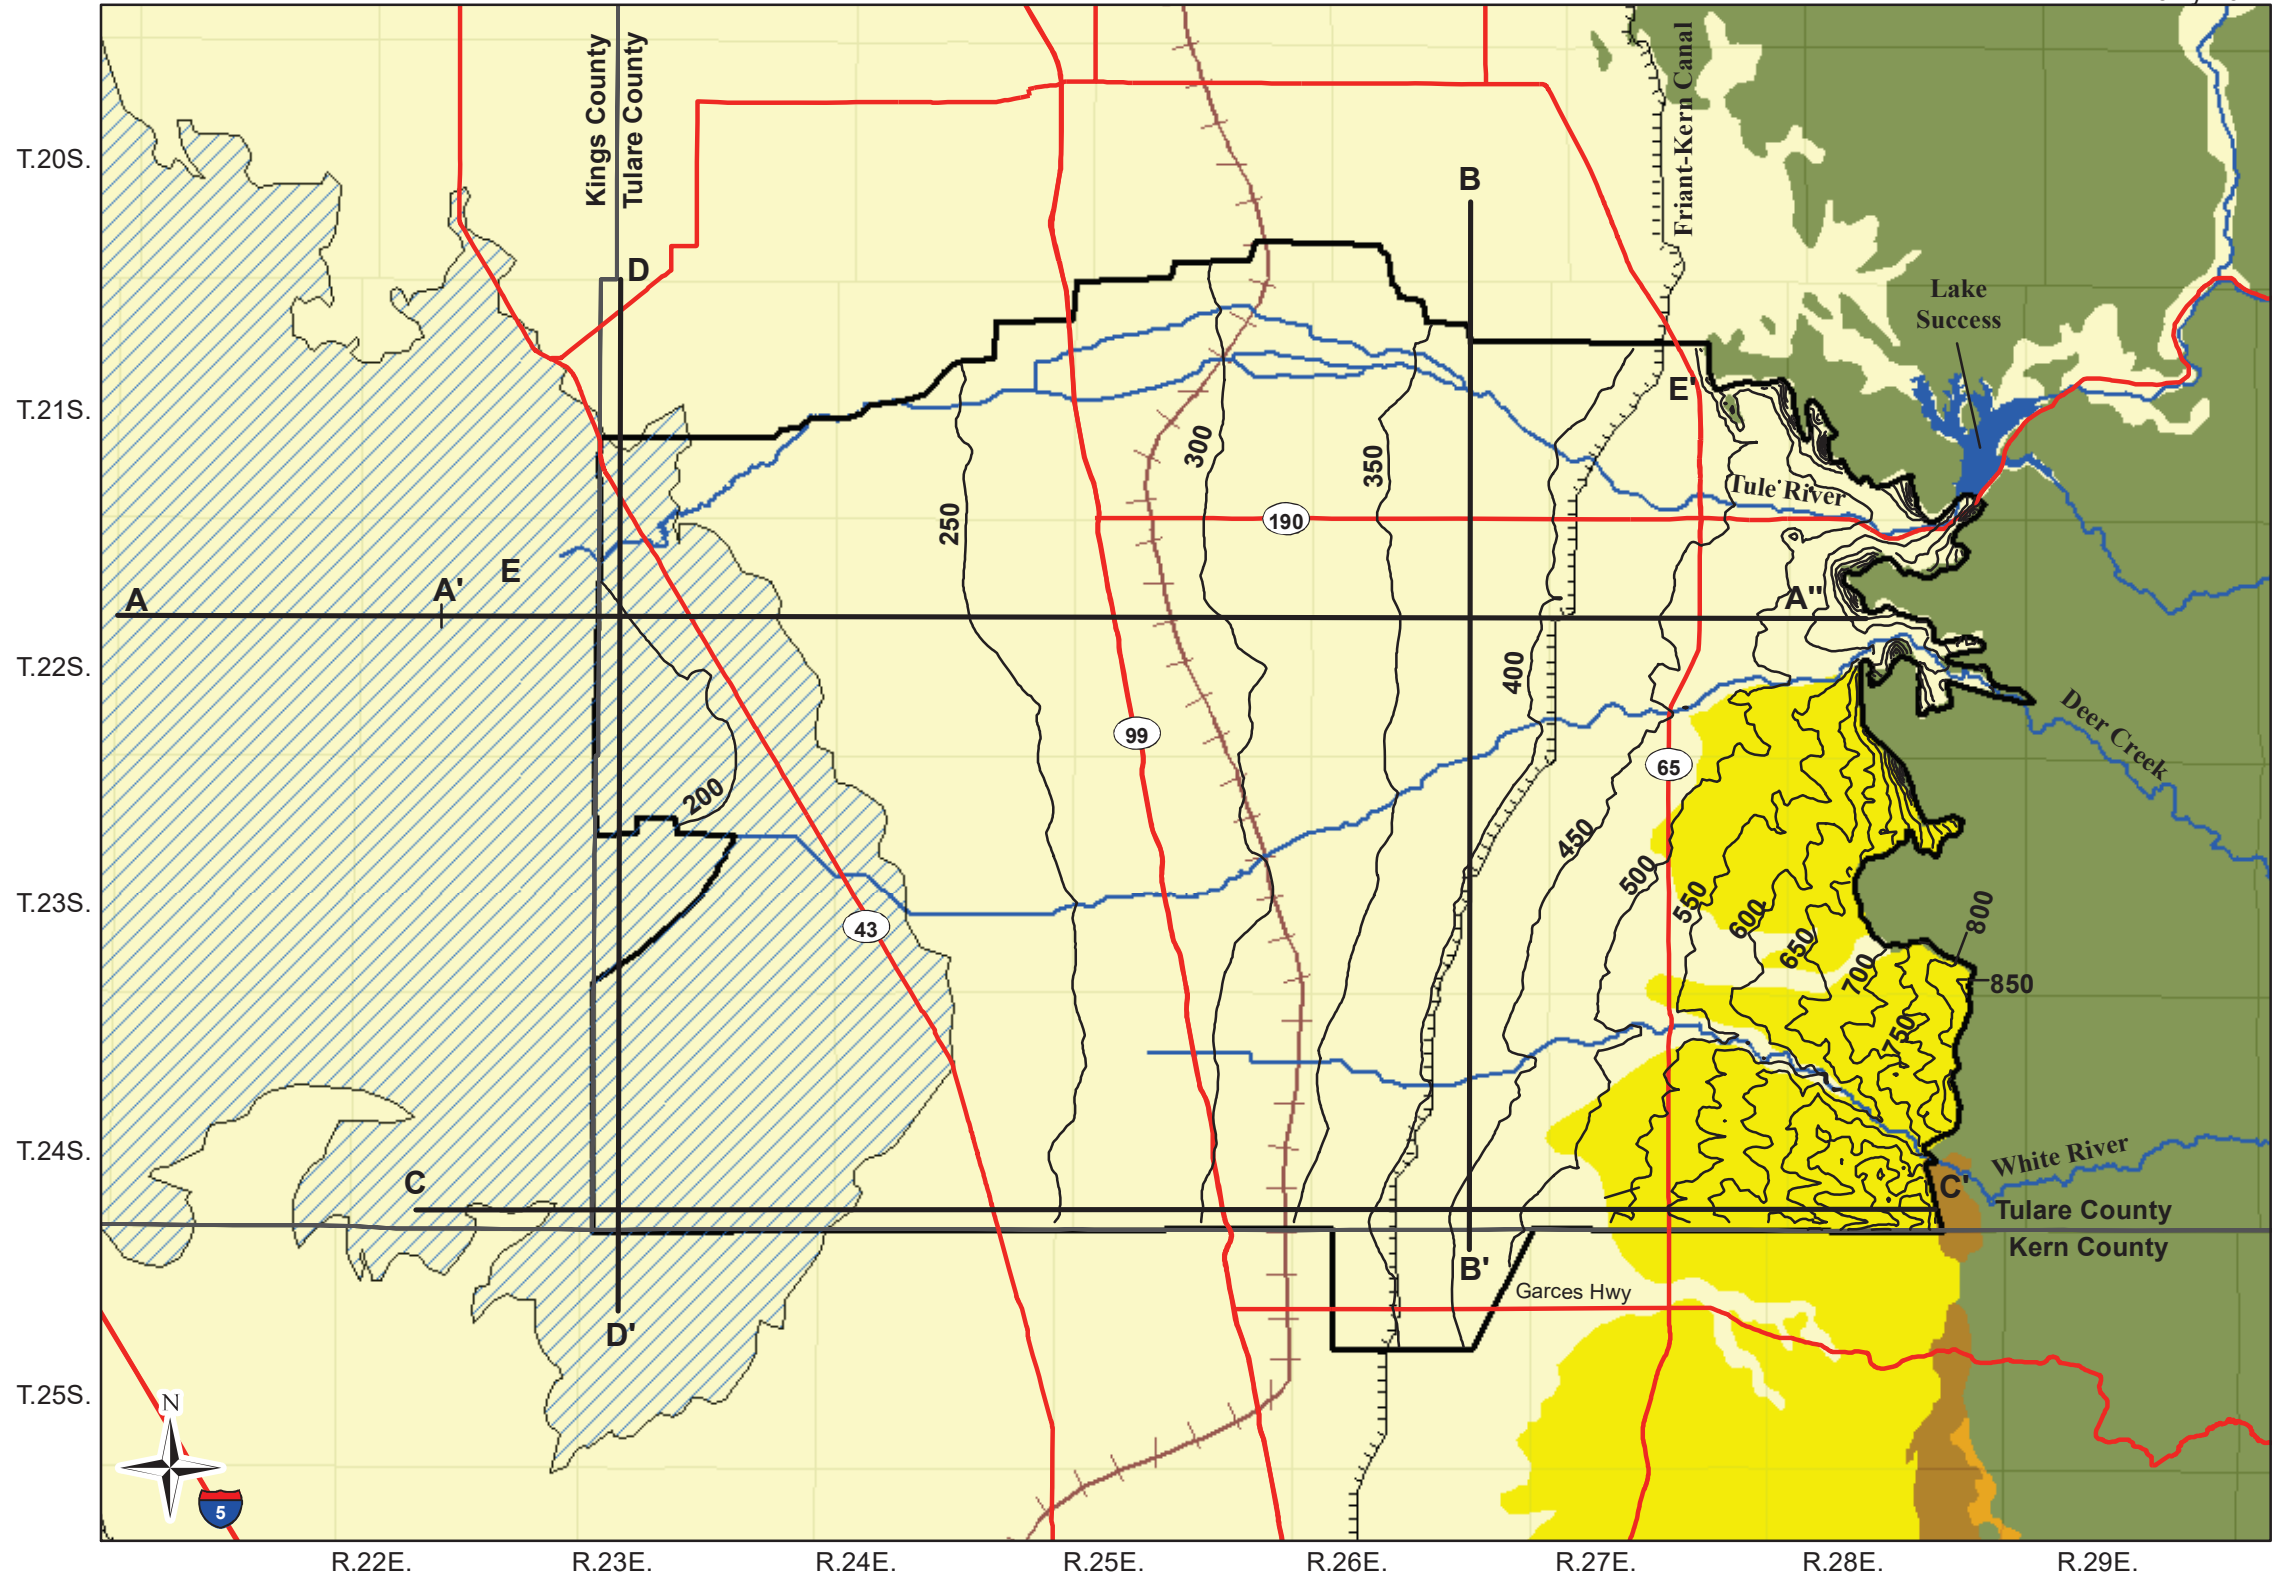 Kings County
Tulare County
Friant-Kern Canal
T.20S.
B
D
Lake
Success
E'
T.21S.
300
350
250
Tule River
190
E
A
A'
A''
T.22S.
400
Deer Creek
99
65
200
450
500
550
600
650
700
750
800
850
T.23S.
43
T.24S.
C
White River
C'
Tulare County
Kern County
B'
Garces Hwy
D'
T.25S.
N
5
R.22E.
R.23E.
R.24E.
R.25E.
R.26E.
R.27E.
R.28E.
R.29E.